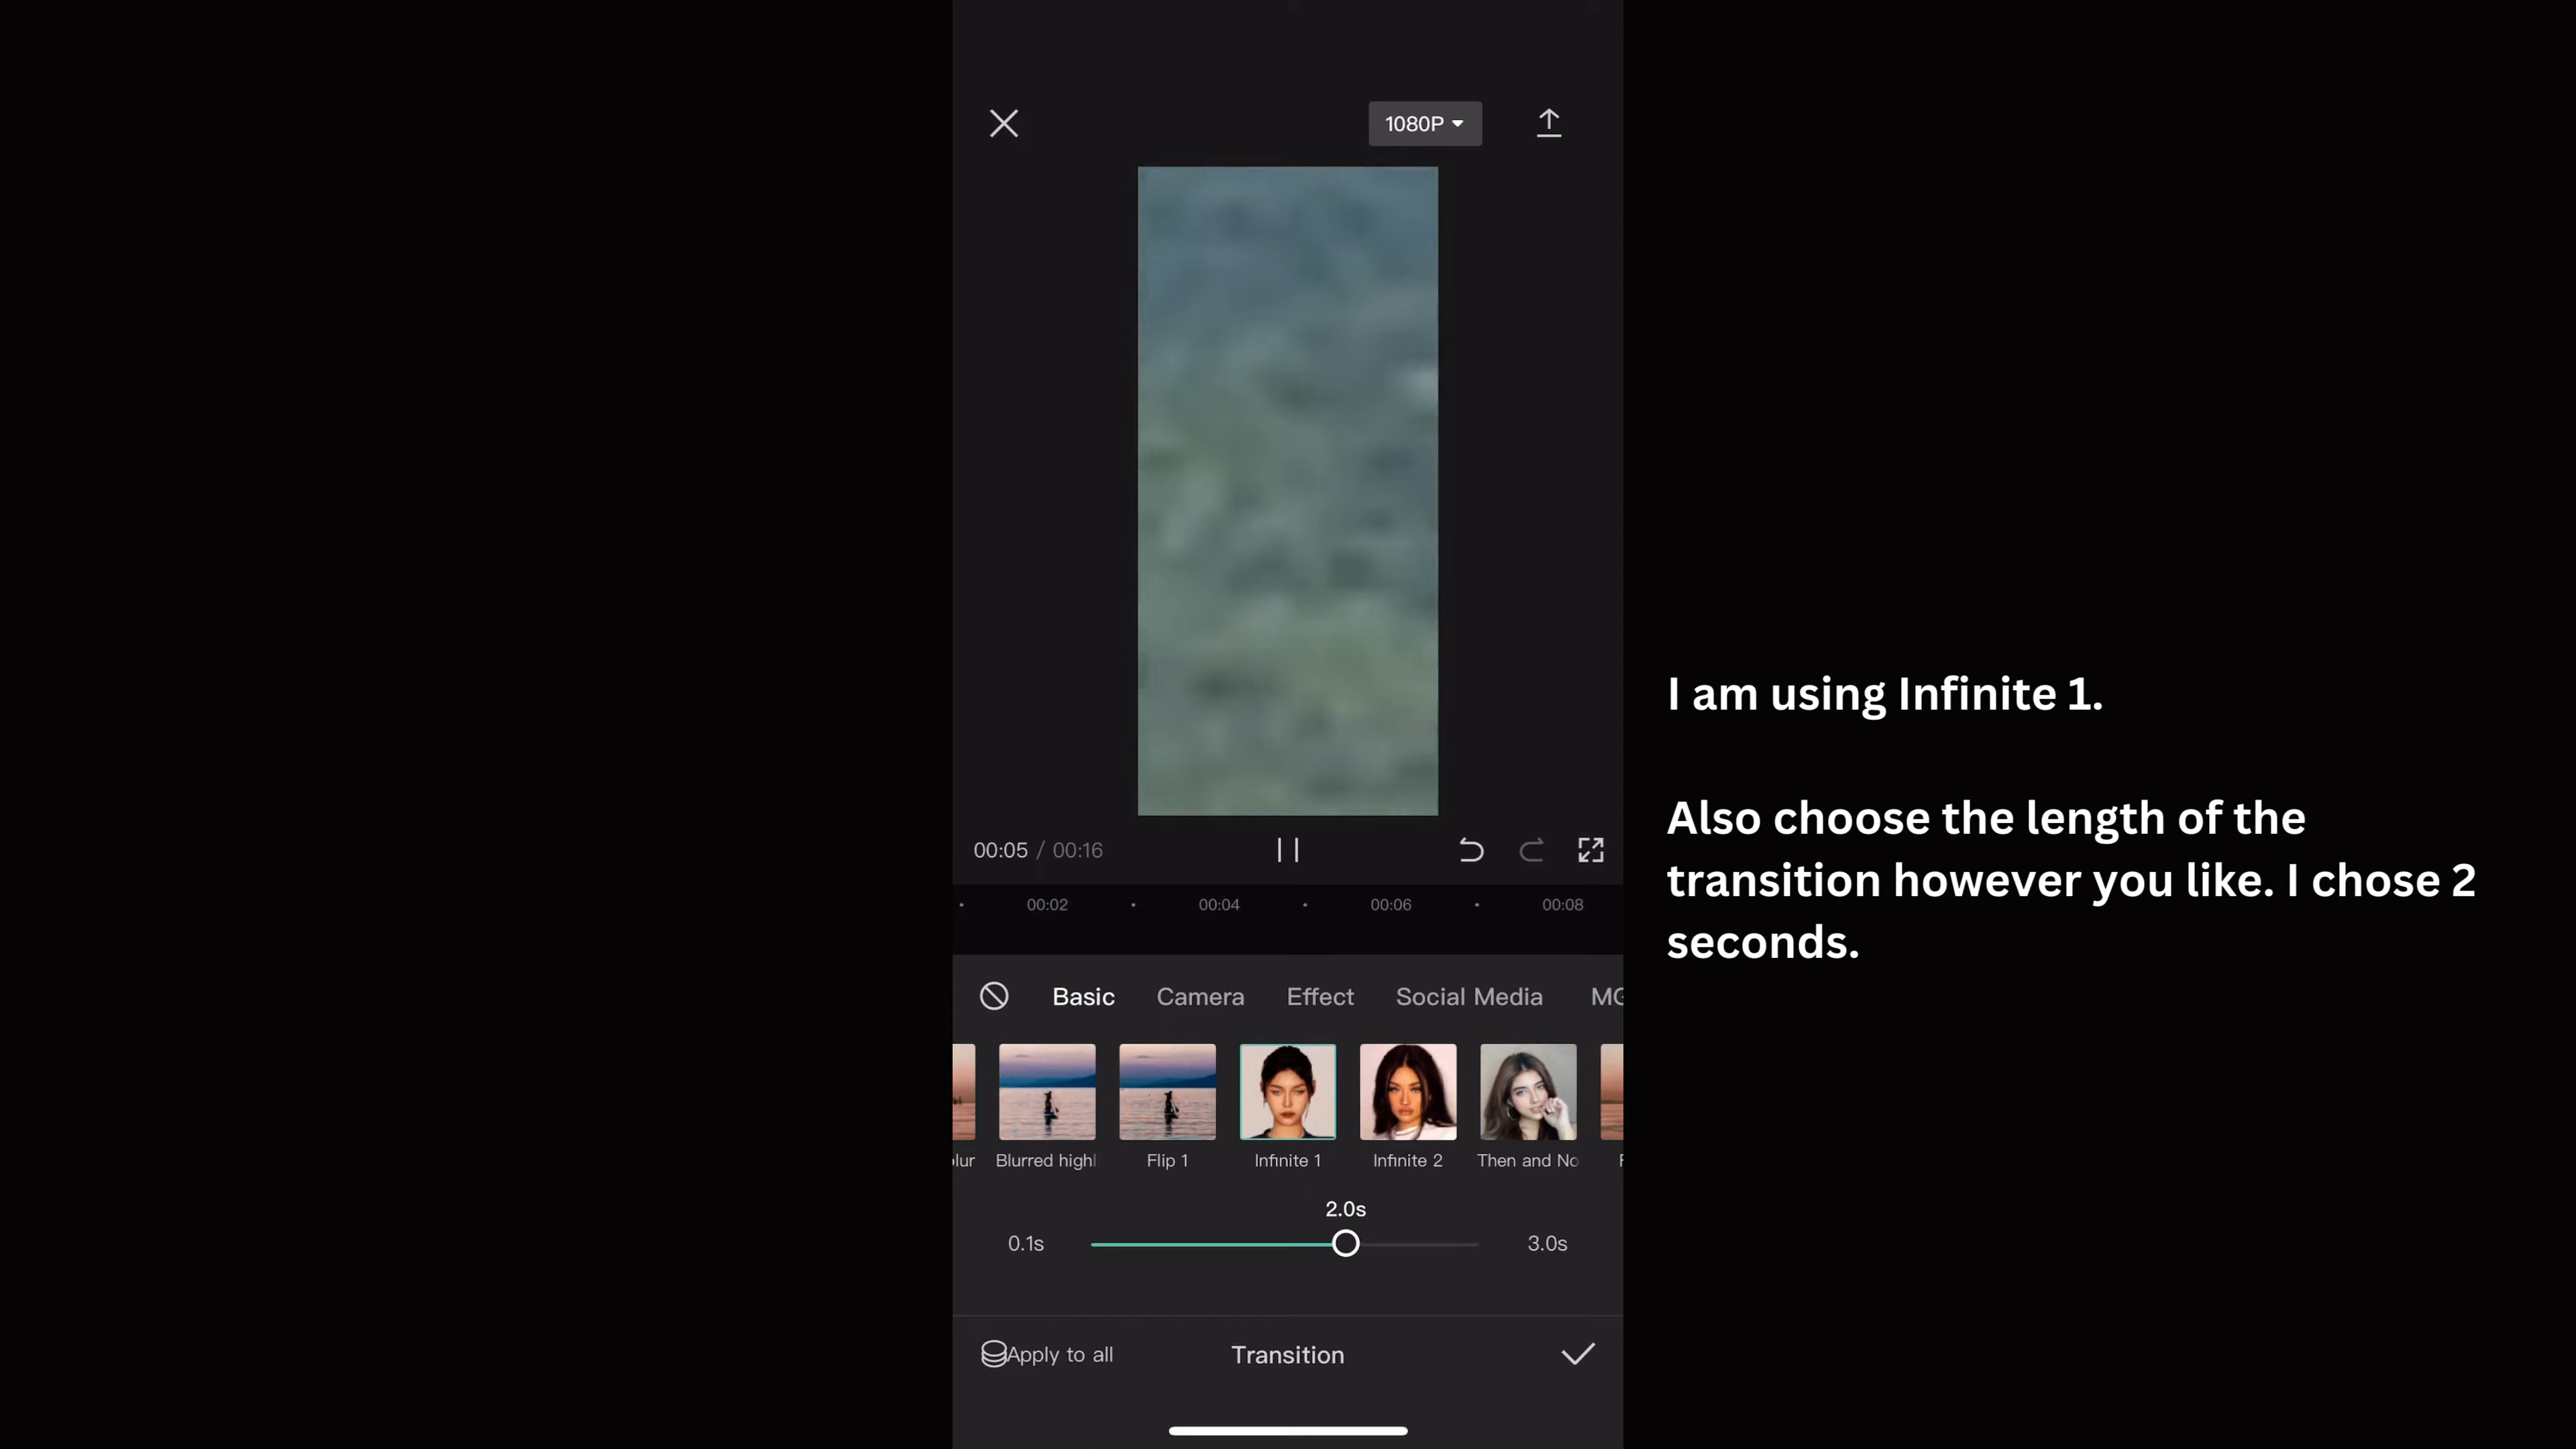 1080P
I am using Infinite 1.
Also choose the length of the
transition however you like. I chose 2
seconds.
00:05 / 00:16
00:02 00:04 00:06 00:08
Basic Camera Effect Social Media MG
lur Blurred highl Flip 1 Infinite 1 Infinite 2 Then and No F
2.0s
0.1s 3.0s
Apply to all Transition